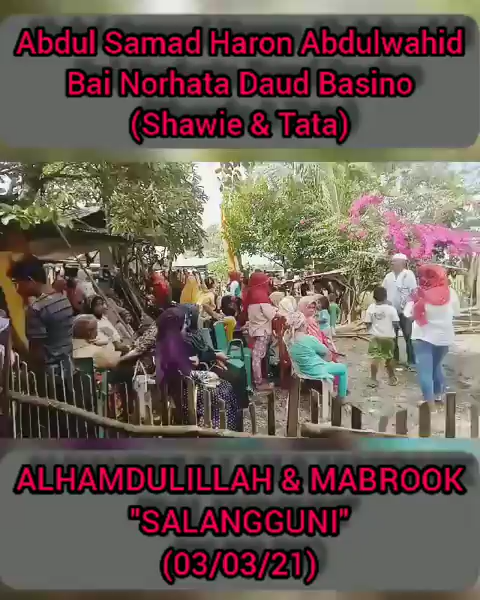 Abdul Samad Haron Abdulwahid
Bai Norhata Daud Basino
(Shawie & Tata)
ALHAMDULILLAH & MABROOK
"SALANGGUNI"
(03/03/21)